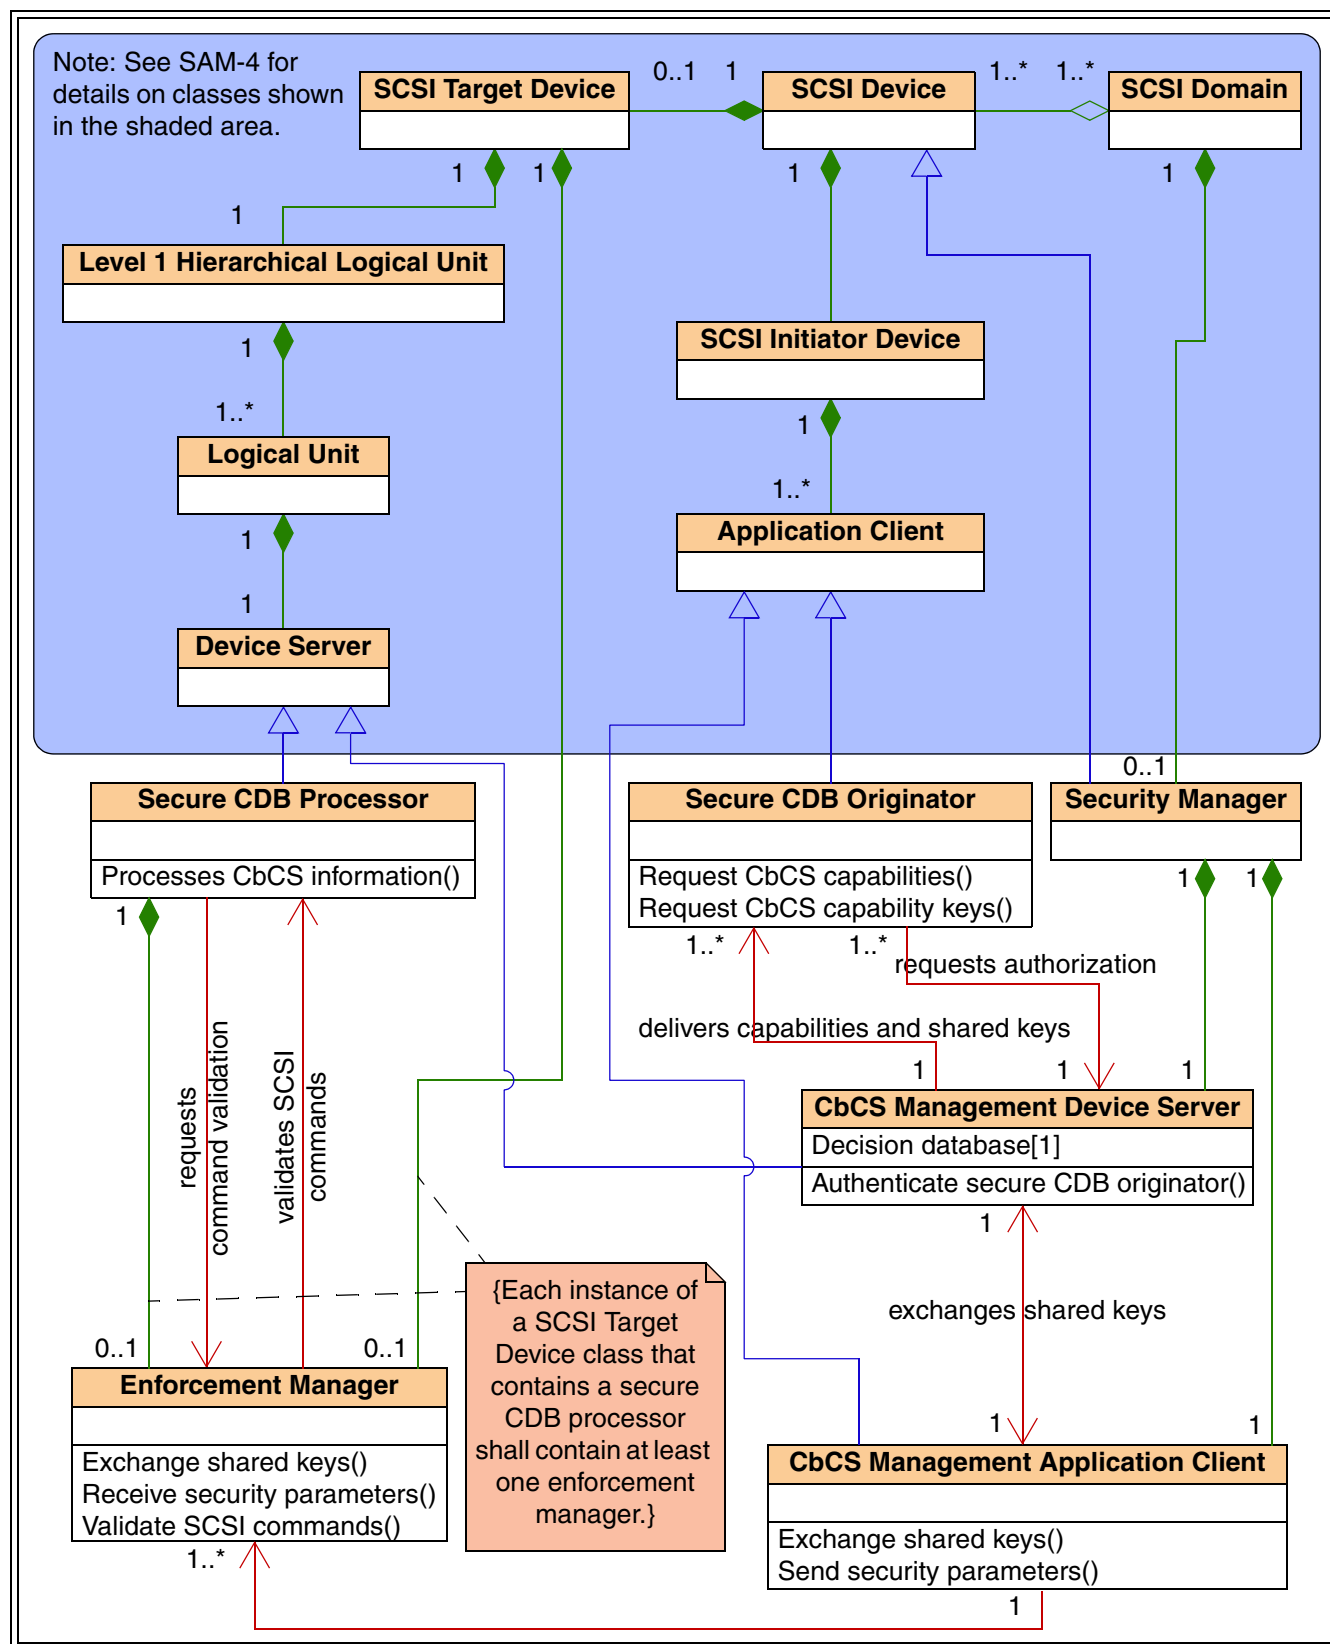 Note: See SAM-4 for
details on classes shown
in the shaded area.
SCSI Target Device
0..1
1
SCSI Device
1..*
1..*
SCSI Domain
1
1
1
1
1
Level 1 Hierarchical Logical Unit
1
1..*
SCSI Initiator Device
1
1..*
Logical Unit
1
1
Application Client
Device Server
0..1
Secure CDB Processor
Processes CbCS information()
Secure CDB Originator
Request CbCS capabilities()
Request CbCS capability keys()
Security Manager
1
1
1
1..*
1..*
requests authorization
delivers capabilities and shared keys
1
1
1
requests
command validation
validates SCSI
commands
CbCS Management Device Server
Decision database[1]
Authenticate secure CDB originator()
1
exchanges shared keys
1
1
{Each instance of
a SCSI Target
Device class that
contains a secure
CDB processor
shall contain at least
one enforcement
manager.}
0..1
0..1
Enforcement Manager
Exchange shared keys()
Receive security parameters()
Validate SCSI commands()
1..*
CbCS Management Application Client
Exchange shared keys()
Send security parameters()
1